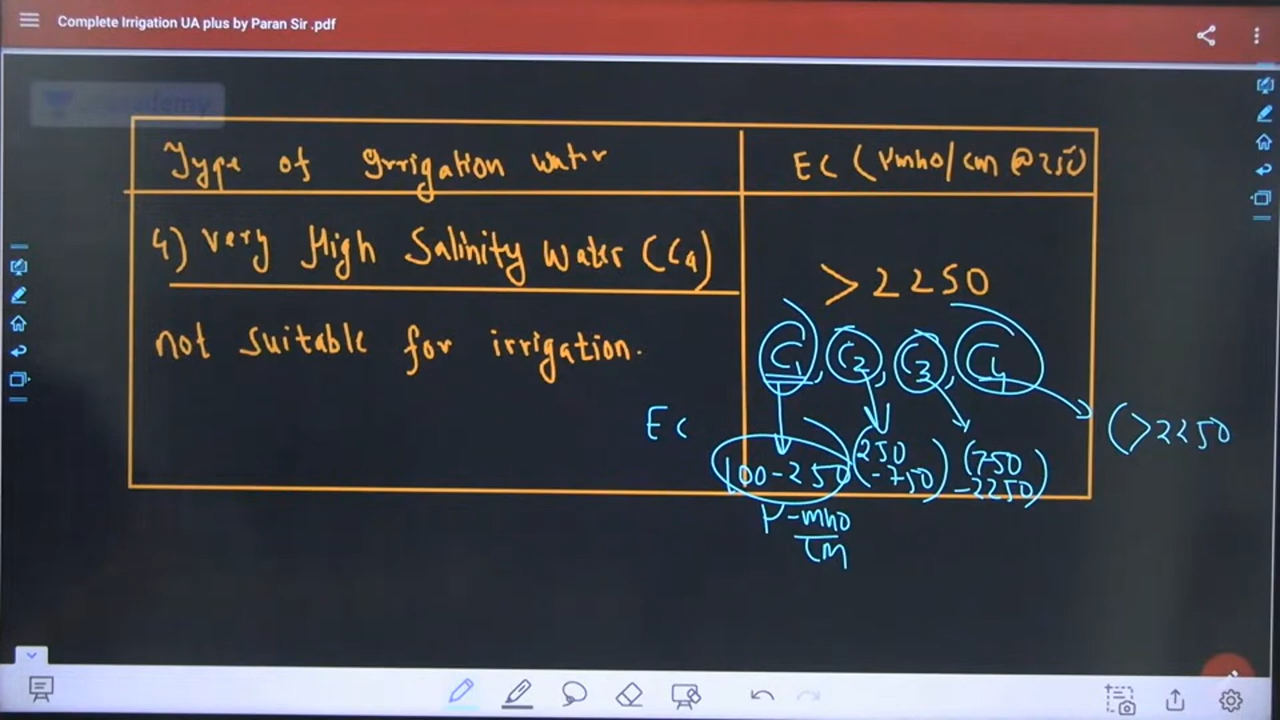 Complete Irrigation UA plus by Paran Sir .pdf
Type of Irrigation water
EC (μmho/cm @ 250)
4) Very High Salinity Water (C4)
> 2250
not suitable for irrigation.
C1, C2, C3, C4
EC
(>2250
100-250
(250
-750)
(750
-2250)
μ-mho
cm